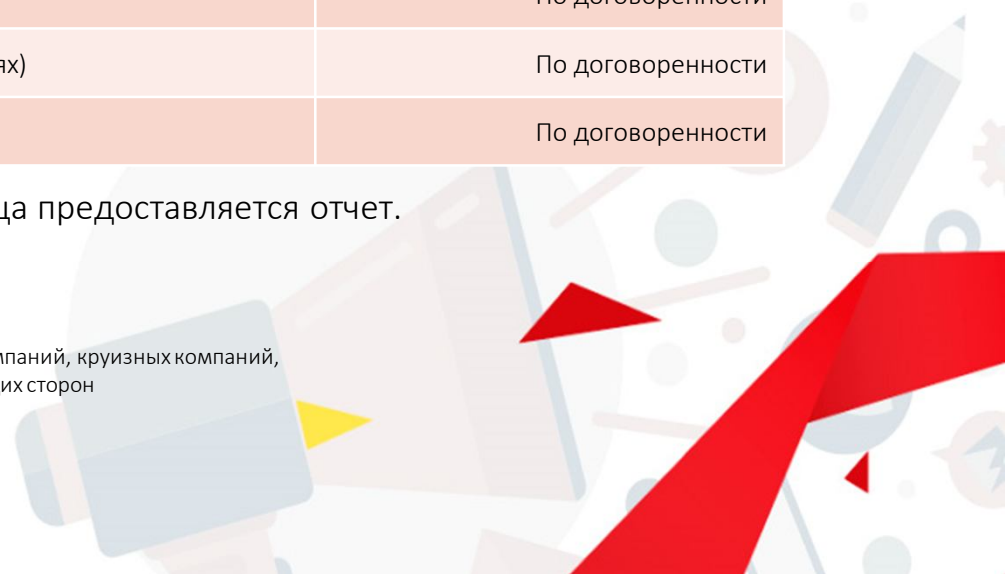 По договоренности
ях)
По договоренности
По договоренности
ца предоставляется отчет.
мпаний, круизных компаний,
их сторон